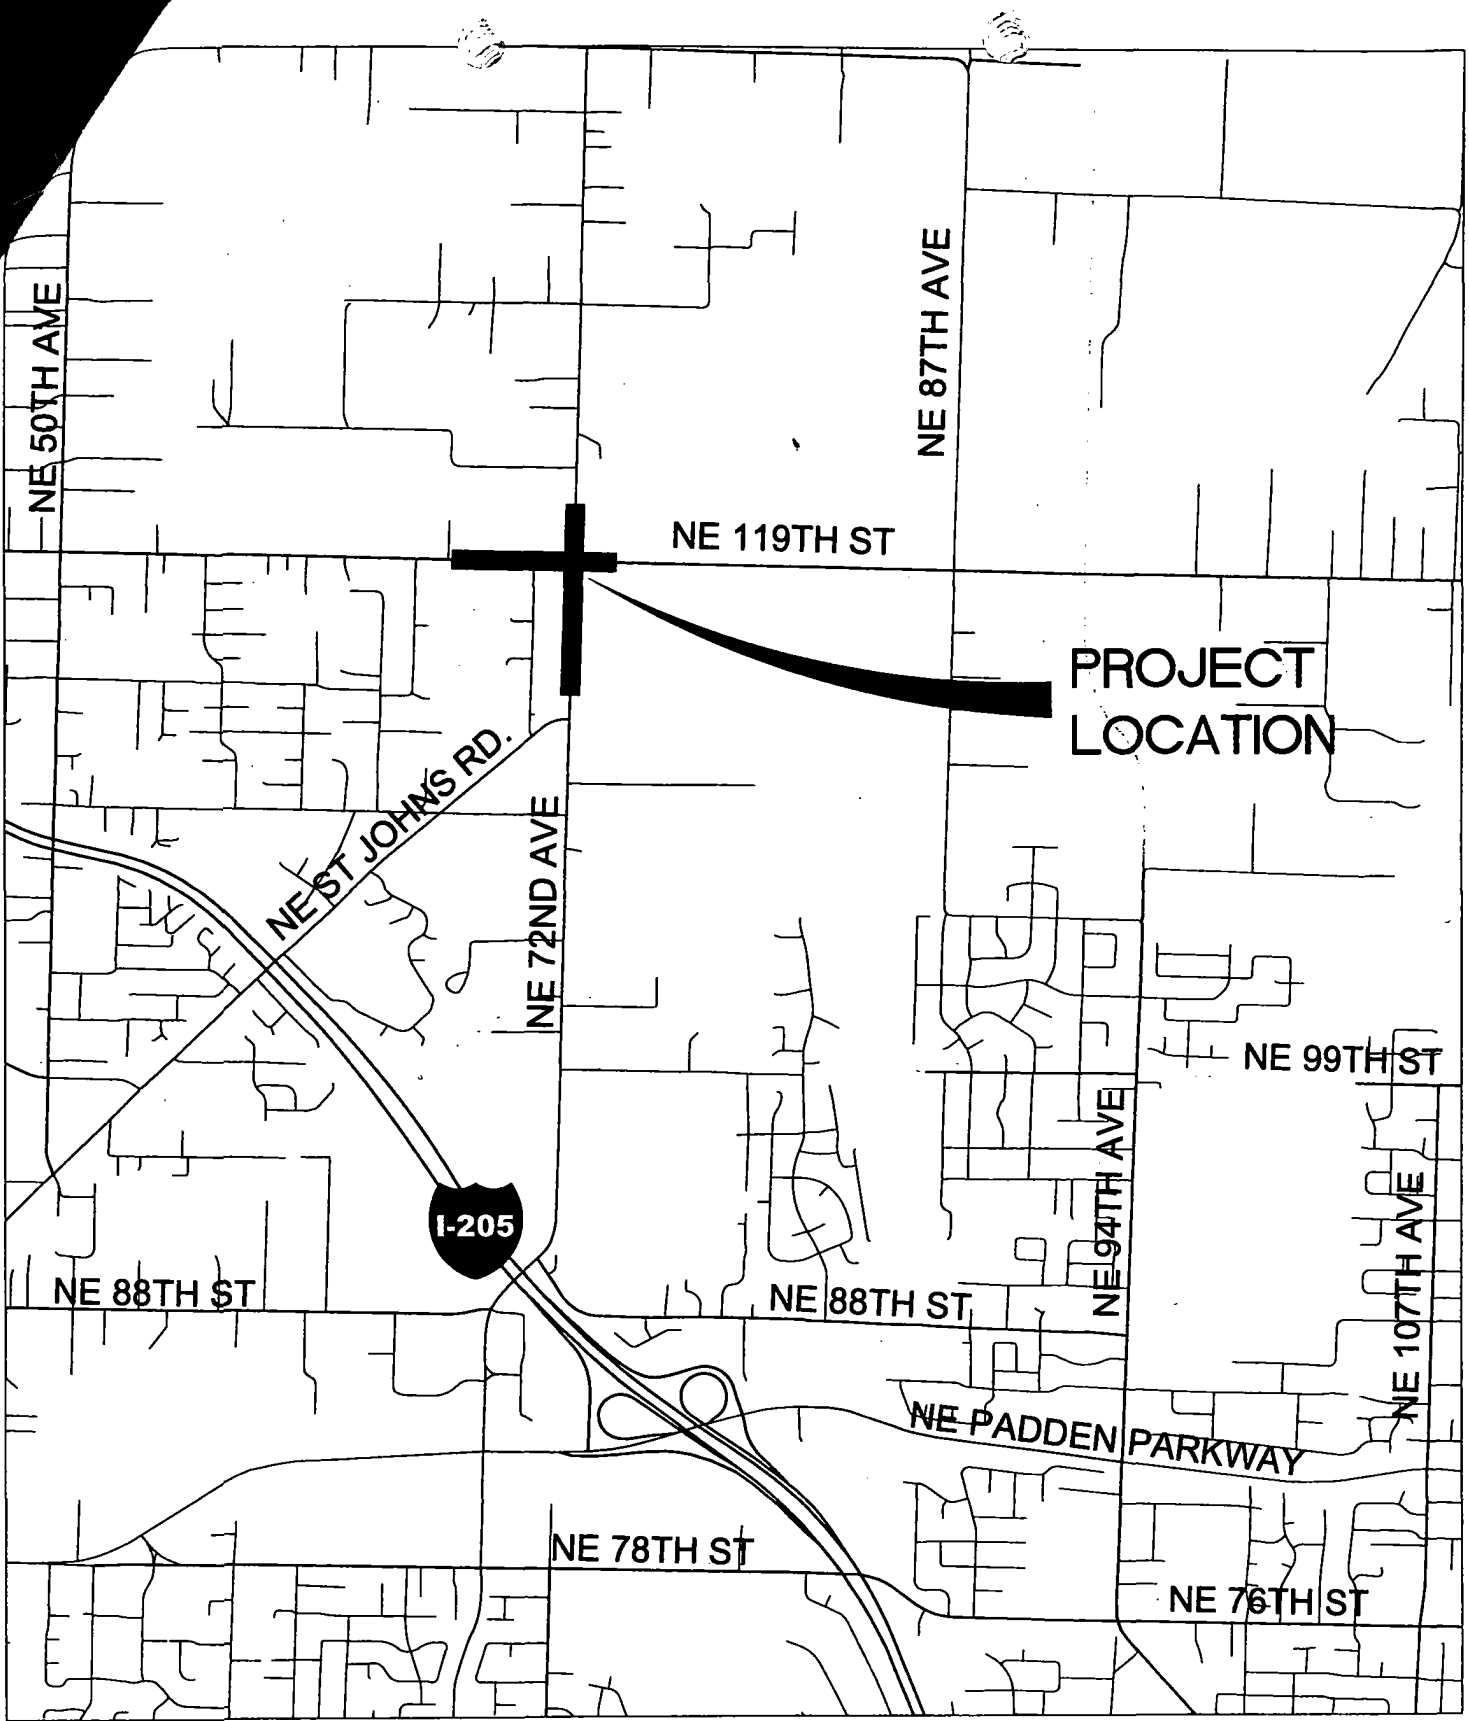 NE 50TH AVE
NE 87TH AVE
NE 119TH ST
PROJECT
LOCATION
NE ST JOHNS RD.
NE 72ND AVE
NE 99TH ST
NE 94TH AVE
NE 107TH AVE
I-205
NE 88TH ST
NE 88TH ST
NE PADDEN PARKWAY
NE 78TH ST
NE 76TH ST